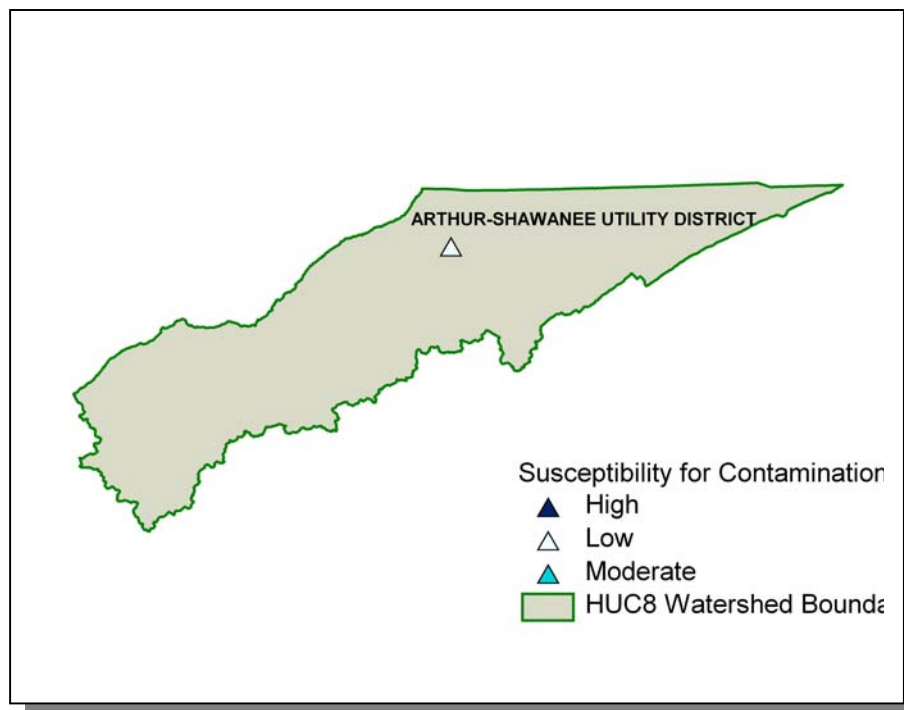 ARTHUR-SHAWANEE UTILITY DISTRICT
Susceptibility for Contamination
High
Low
Moderate
HUC8 Watershed Bounda